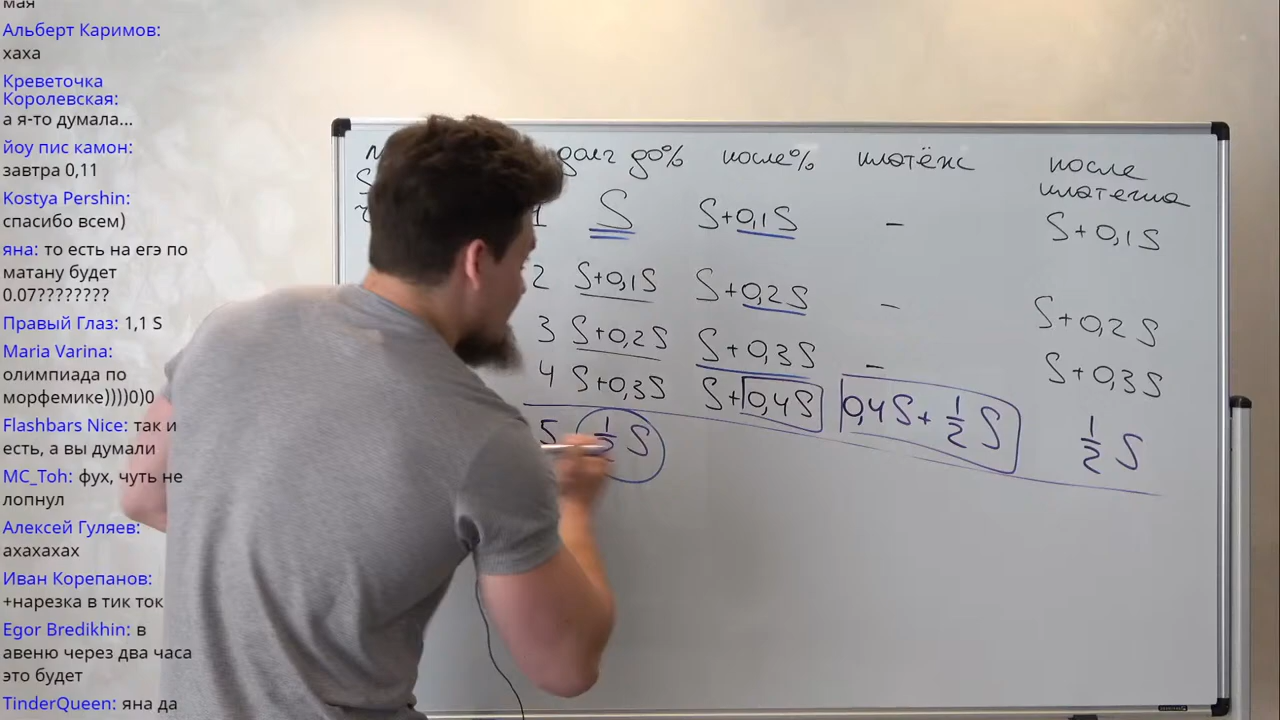 мая
Альберт Каримов:
хаха
Креветочка
Королевская:
а я-то думала...
йоу пис камон:
завтра 0,11
Kostya Pershin:
спасибо всем)
яна: то есть на егэ по
матану будет
0.07????????
Правый Глаз: 1,1 S
Maria Varina:
олимпиада по
морфемике))))0)0
Flashbars Nice: так и
есть, а вы думали
MC_Toh: фух, чуть не
лопнул
Алексей Гуляев:
ахахахах
Иван Корепанов:
+нарезка в тик ток
Egor Bredikhin: в
авеню через два часа
это будет
TinderQueen: яна да
долг до% после% платёж после платежа
1 S S+0,1S – S+0,1S
2 S+0,1S S+0,2S – S+0,2S
3 S+0,2S S+0,3S – S+0,3S
4 S+0,3S S+0,4S 0,4S+1/2 S 1/2 S
5 1/2 S